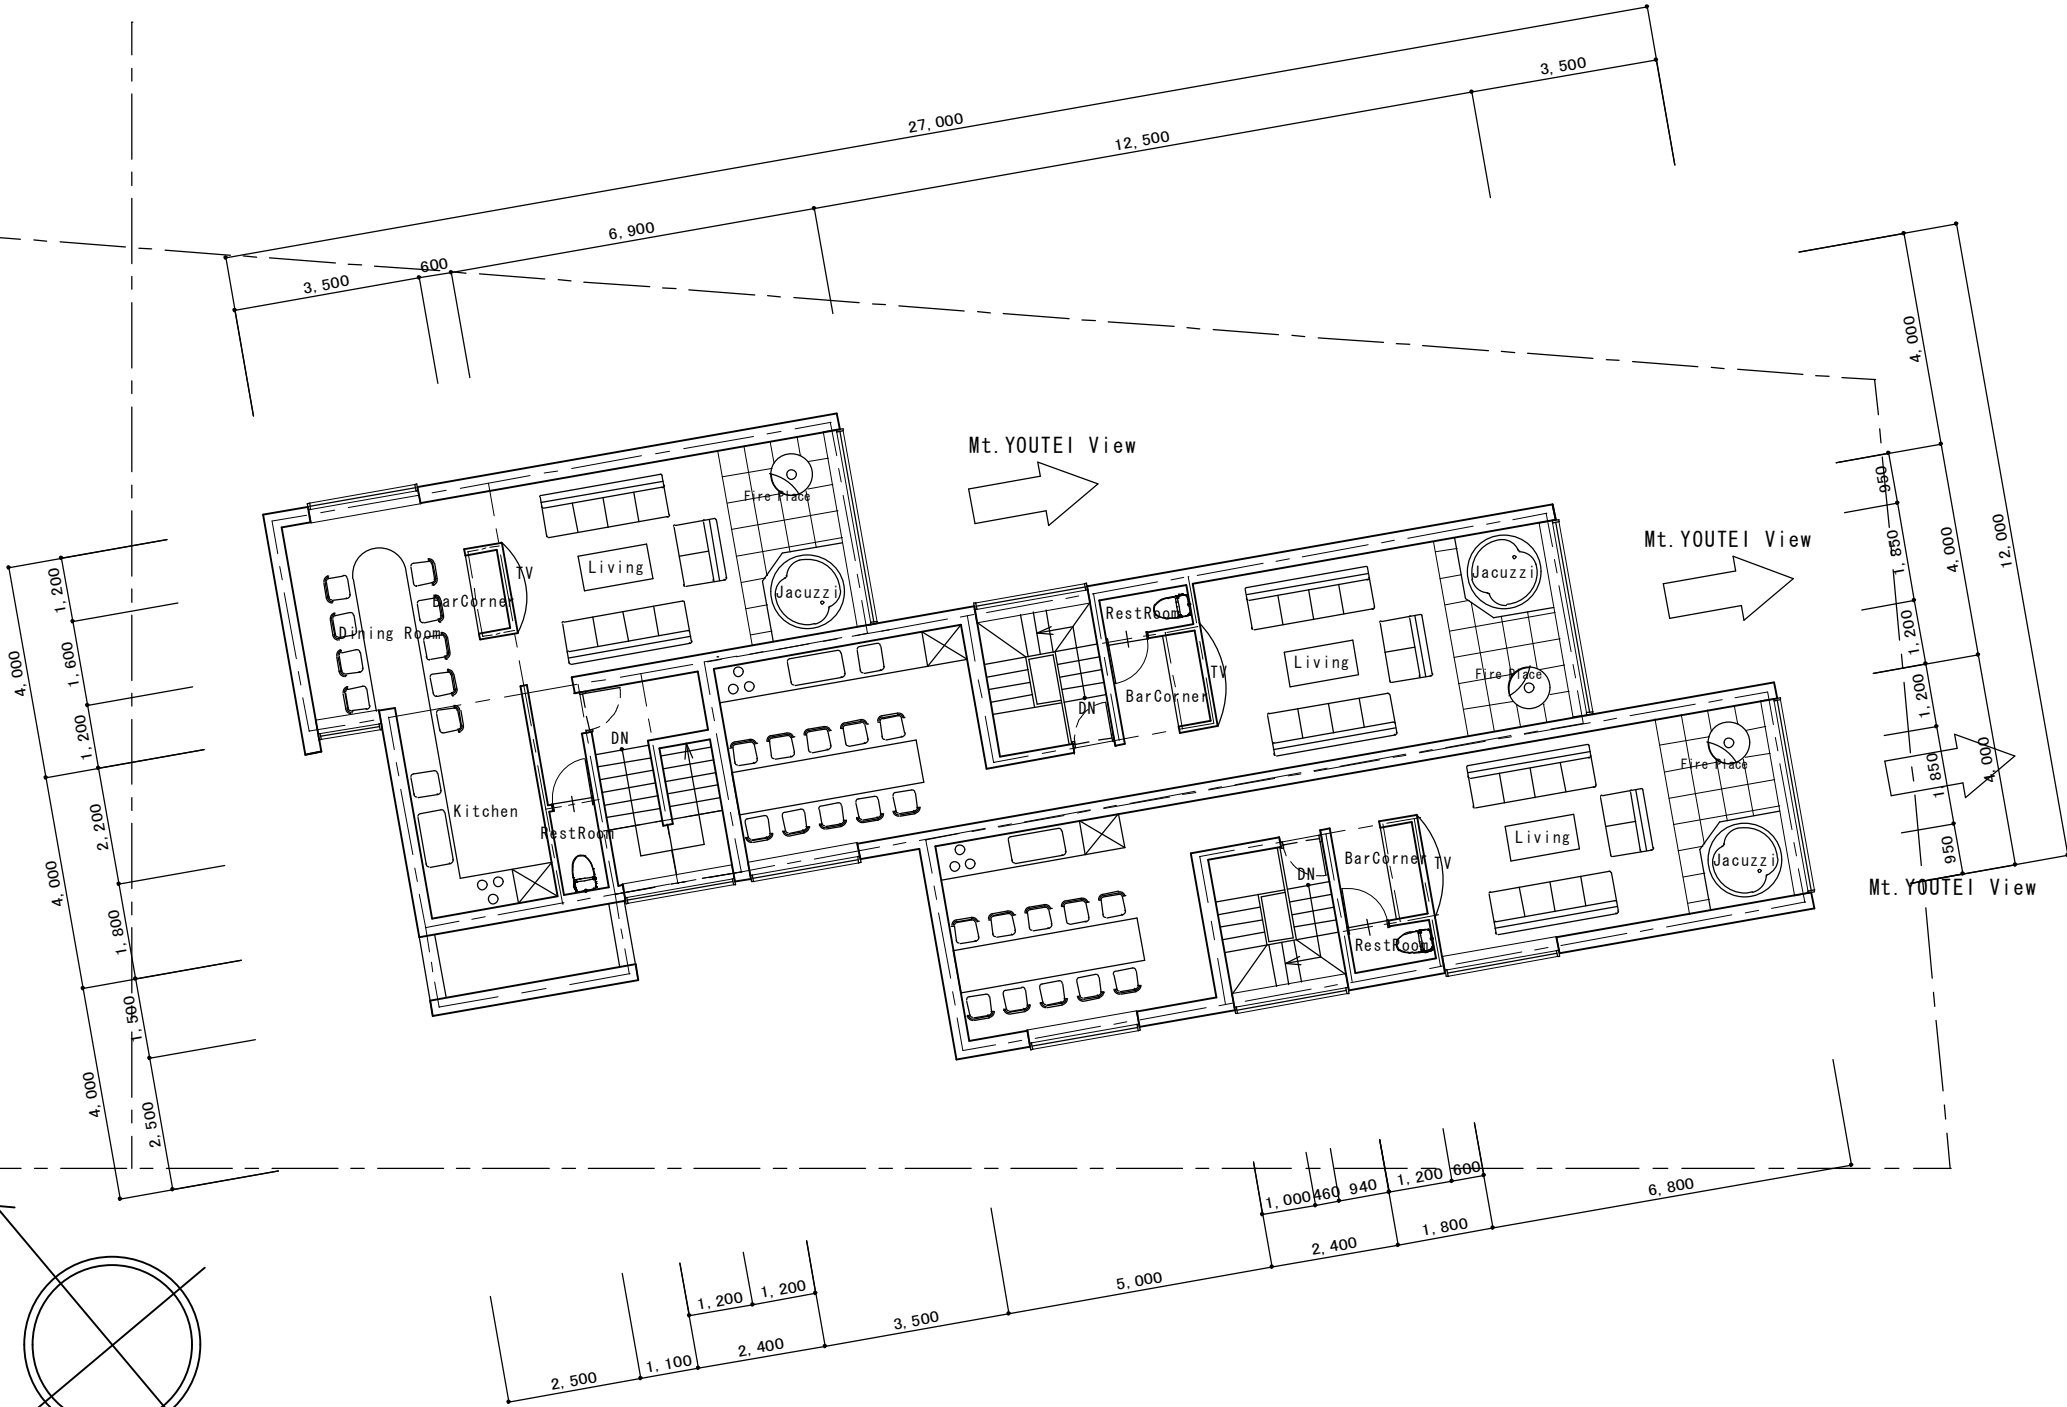 27,000
3,500
12,500
6,900
600
3,500
Mt.YOUTEI View
Mt.YOUTEI View
Mt.YOUTEI View
Fire Place
Living
TV
Jacuzzi
BarCorner
Dining Room
DN
Kitchen
RestRoom
RestRoom
Living
Jacuzzi
TV
Fire Place
BarCorner
DN
Fire Place
Living
BarCorner
TV
Jacuzzi
DN
RestRoom
4,000
4,000
4,000
1,200
1,600
1,200
2,200
1,800
1,500
2,500
4,000
4,000
4,000
12,000
950
1,850
1,200
1,200
1,850
950
1,000
460
940
1,200
600
6,800
1,800
2,400
5,000
3,500
1,200
1,200
2,400
1,100
2,500